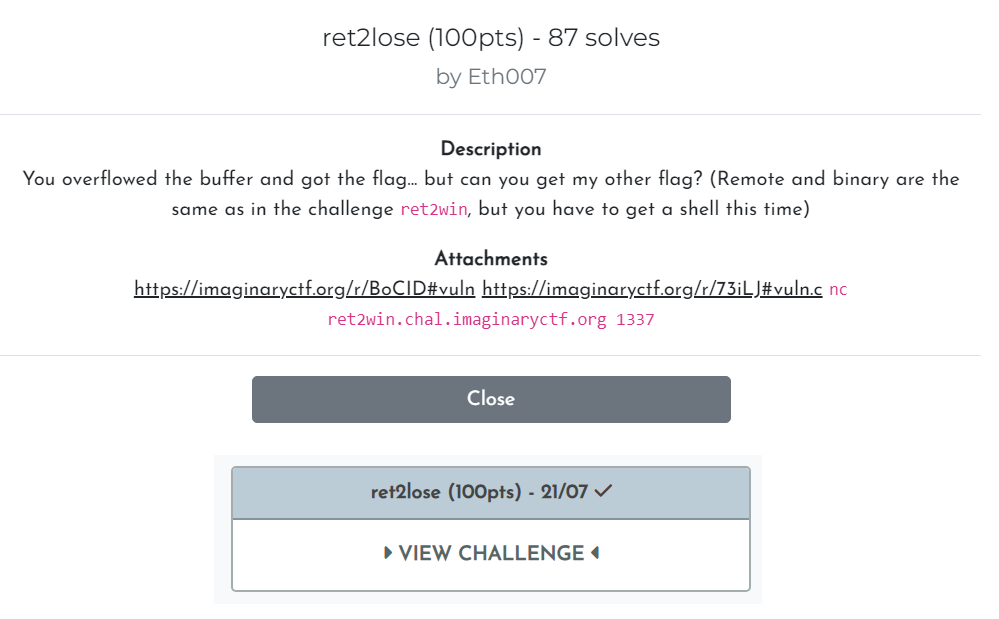 ret2lose (100pts) - 87 solves
by Eth007
Description
You overflowed the buffer and got the flag... but can you get my other flag? (Remote and binary are the
same as in the challenge ret2win, but you have to get a shell this time)
Attachments
https://imaginaryctf.org/r/BoCID#vuln https://imaginaryctf.org/r/73iLJ#vuln.c nc
ret2win.chal.imaginaryctf.org 1337
Close
ret2lose (100pts) - 21/07 ✓
VIEW CHALLENGE